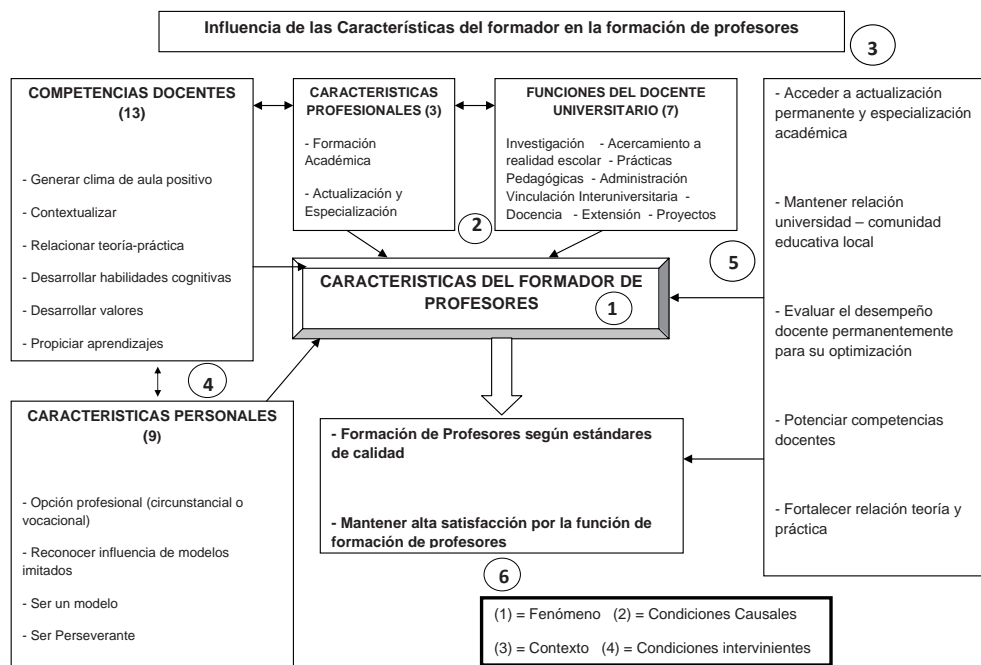 Influencia de las Características del formador en la formación de profesores
3
COMPETENCIAS DOCENTES
(13)
- Generar clima de aula positivo
- Contextualizar
- Relacionar teoría-práctica
- Desarrollar habilidades cognitivas
- Desarrollar valores
- Propiciar aprendizajes
CARACTERISTICAS
PROFESIONALES (3)
- Formación
Académica
- Actualización y
Especialización
2
FUNCIONES DEL DOCENTE
UNIVERSITARIO (7)
Investigación - Acercamiento a
realidad escolar - Prácticas
Pedagógicas - Administración
Vinculación Interuniversitaria -
Docencia - Extensión - Proyectos
- Acceder a actualización
permanente y especialización
académica
- Mantener relación
universidad – comunidad
educativa local
- Evaluar el desempeño
docente permanentemente
para su optimización
- Potenciar competencias
docentes
- Fortalecer relación teoría y
práctica
5
CARACTERISTICAS DEL FORMADOR DE
PROFESORES
1
4
CARACTERISTICAS PERSONALES
(9)
- Opción profesional (circunstancial o
vocacional)
- Reconocer influencia de modelos
imitados
- Ser un modelo
- Ser Perseverante
- Formación de Profesores según estándares
de calidad
- Mantener alta satisfacción por la función de
formación de profesores
6
(1) = Fenómeno (2) = Condiciones Causales
(3) = Contexto (4) = Condiciones intervinientes